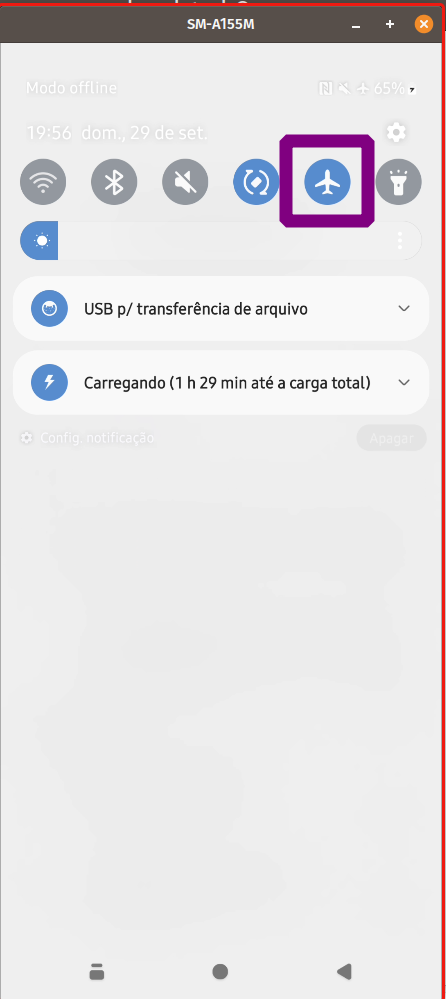 SM-A155M
Modo offline
65%
19:56 dom., 29 de set.
USB p/ transferência de arquivo
Carregando (1 h 29 min até a carga total)
Config. notificação
Apagar